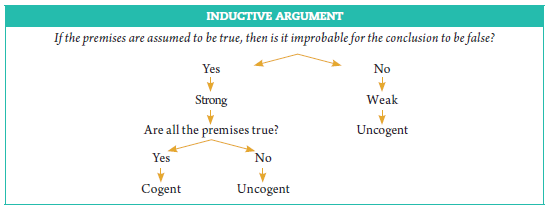 INDUCTIVE ARGUMENT
If the premises are assumed to be true, then is it improbable for the conclusion to be false?
Yes No
Strong Weak
Are all the premises true? Uncogent
Yes No
Cogent Uncogent